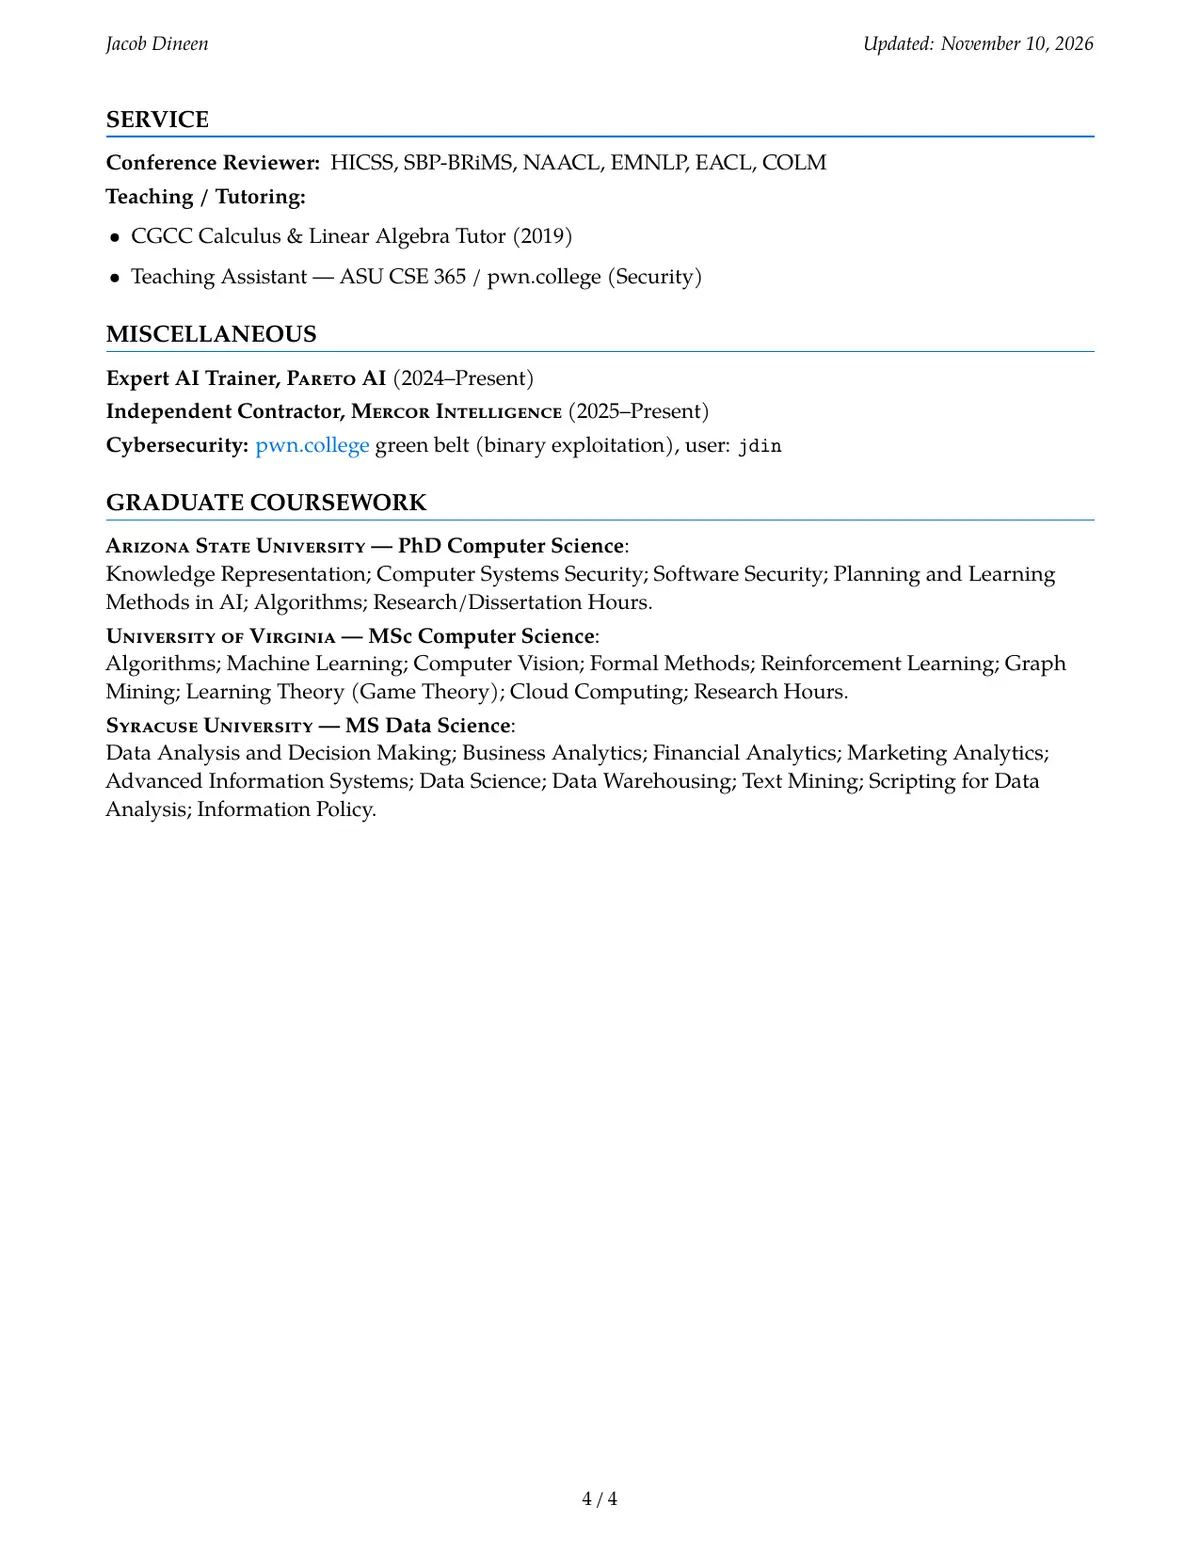 Jacob Dineen
Updated: November 10, 2026
SERVICE
Conference Reviewer: HICSS, SBP-BRiMS, NAACL, EMNLP, EACL, COLM
Teaching / Tutoring:
• CGCC Calculus & Linear Algebra Tutor (2019)
• Teaching Assistant — ASU CSE 365 / pwn.college (Security)
MISCELLANEOUS
Expert AI Trainer, Pareto AI (2024–Present)
Independent Contractor, Mercor Intelligence (2025–Present)
Cybersecurity: pwn.college green belt (binary exploitation), user: jdin
GRADUATE COURSEWORK
Arizona State University — PhD Computer Science:
Knowledge Representation; Computer Systems Security; Software Security; Planning and Learning
Methods in AI; Algorithms; Research/Dissertation Hours.
University of Virginia — MSc Computer Science:
Algorithms; Machine Learning; Computer Vision; Formal Methods; Reinforcement Learning; Graph
Mining; Learning Theory (Game Theory); Cloud Computing; Research Hours.
Syracuse University — MS Data Science:
Data Analysis and Decision Making; Business Analytics; Financial Analytics; Marketing Analytics;
Advanced Information Systems; Data Science; Data Warehousing; Text Mining; Scripting for Data
Analysis; Information Policy.
4 / 4